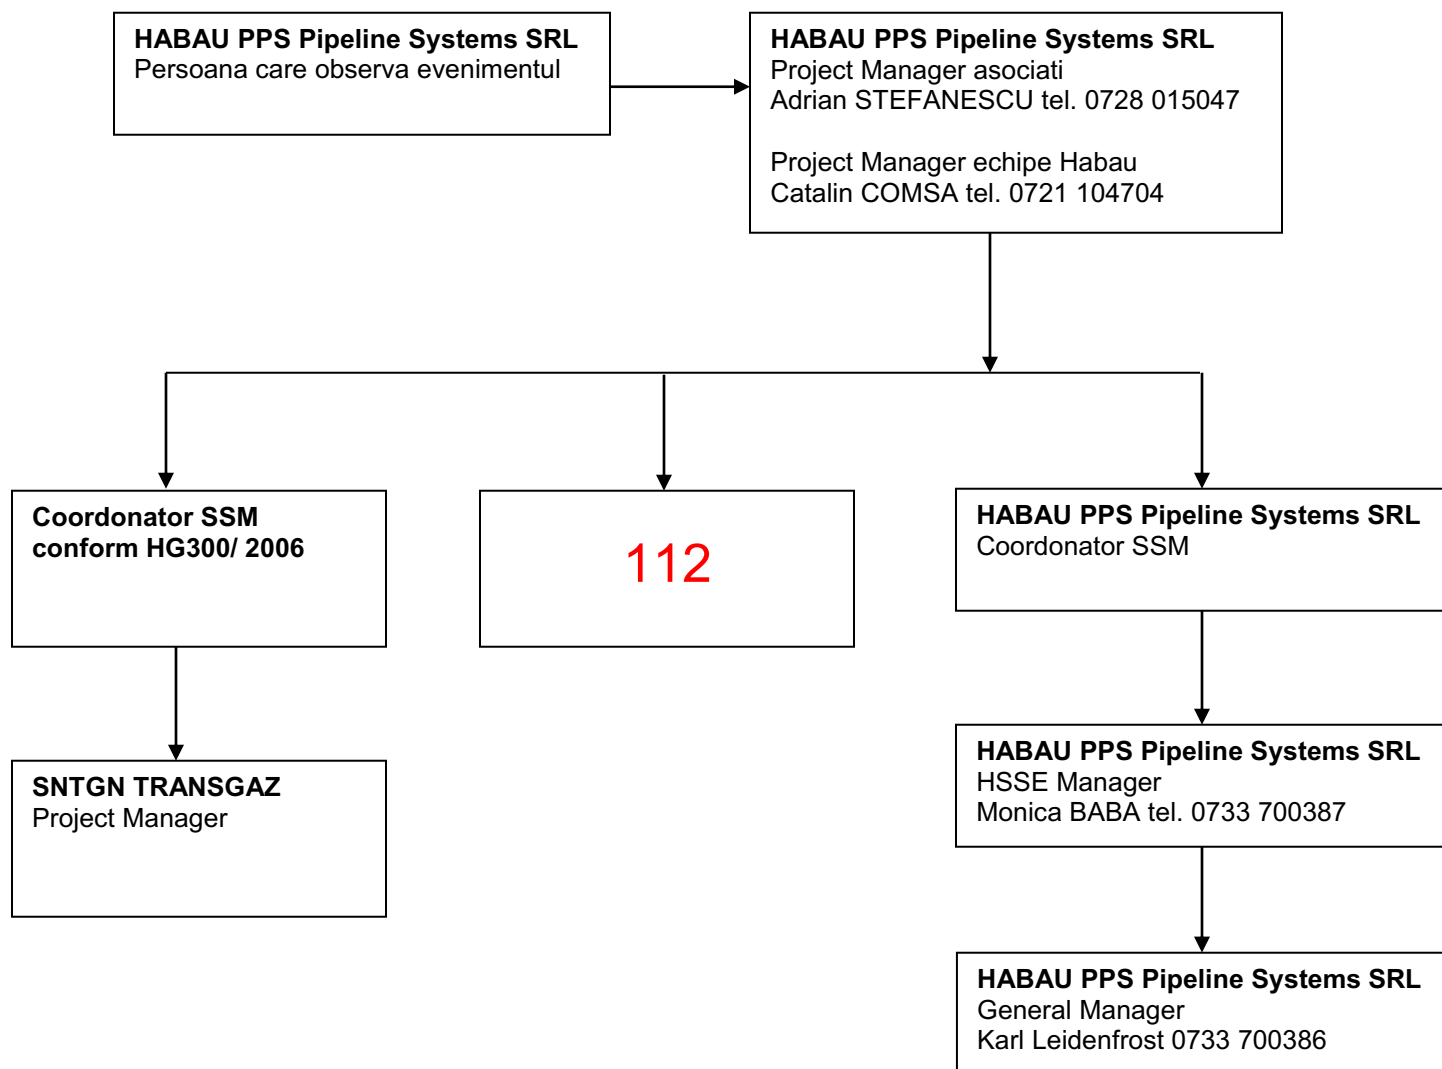 HABAU PPS Pipeline Systems SRL
Persoana care observa evenimentul
HABAU PPS Pipeline Systems SRL
Project Manager asociati
Adrian STEFANESCU tel. 0728 015047
Project Manager echipe Habau
Catalin COMSA tel. 0721 104704
Coordonator SSM
conform HG300/ 2006
112
HABAU PPS Pipeline Systems SRL
Coordonator SSM
SNTGN TRANSGAZ
Project Manager
HABAU PPS Pipeline Systems SRL
HSSE Manager
Monica BABA tel. 0733 700387
HABAU PPS Pipeline Systems SRL
General Manager
Karl Leidenfrost 0733 700386